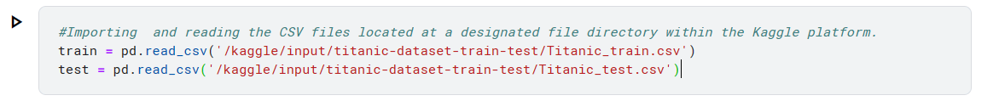 #Importing  and reading the CSV files located at a designated file directory within the Kaggle platform.
train = pd.read_csv('/kaggle/input/titanic-dataset-train-test/Titanic_train.csv')
test = pd.read_csv('/kaggle/input/titanic-dataset-train-test/Titanic_test.csv')